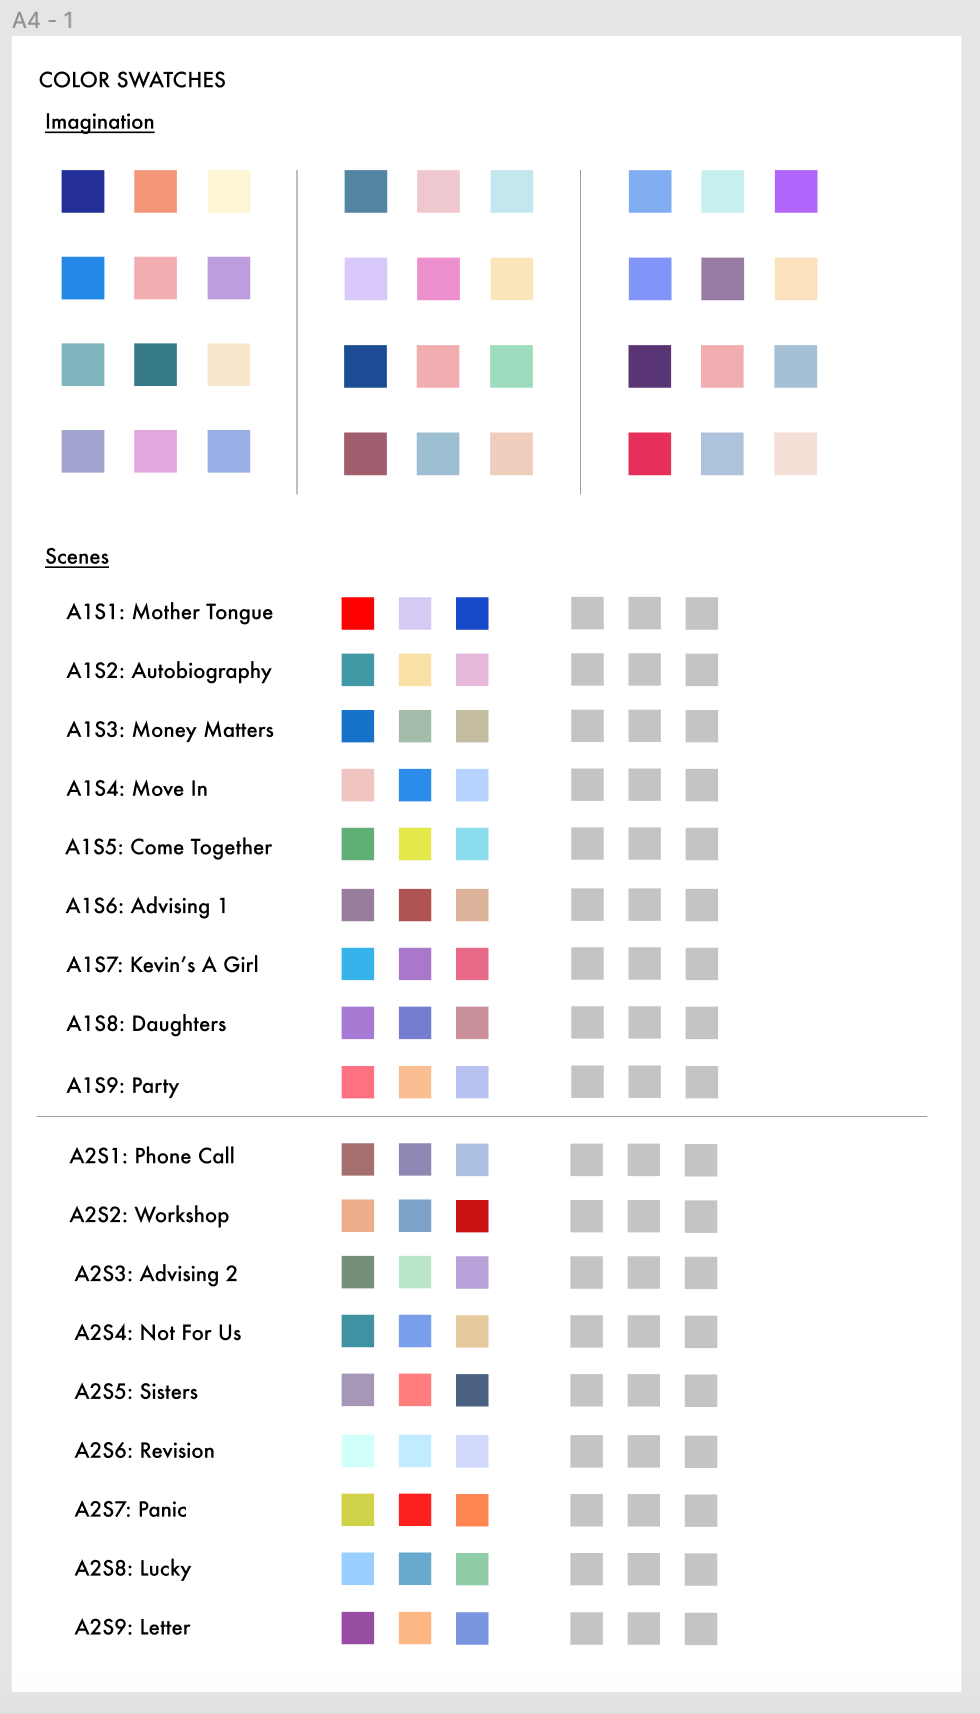 A4 - 1
COLOR SWATCHES
Imagination
Scenes
A1S1: Mother Tongue
A1S2: Autobiography
A1S3: Money Matters
A1S4: Move In
A1S5: Come Together
A1S6: Advising 1
A1S7: Kevin’s A Girl
A1S8: Daughters
A1S9: Party
A2S1: Phone Call
A2S2: Workshop
A2S3: Advising 2
A2S4: Not For Us
A2S5: Sisters
A2S6: Revision
A2S7: Panic
A2S8: Lucky
A2S9: Letter